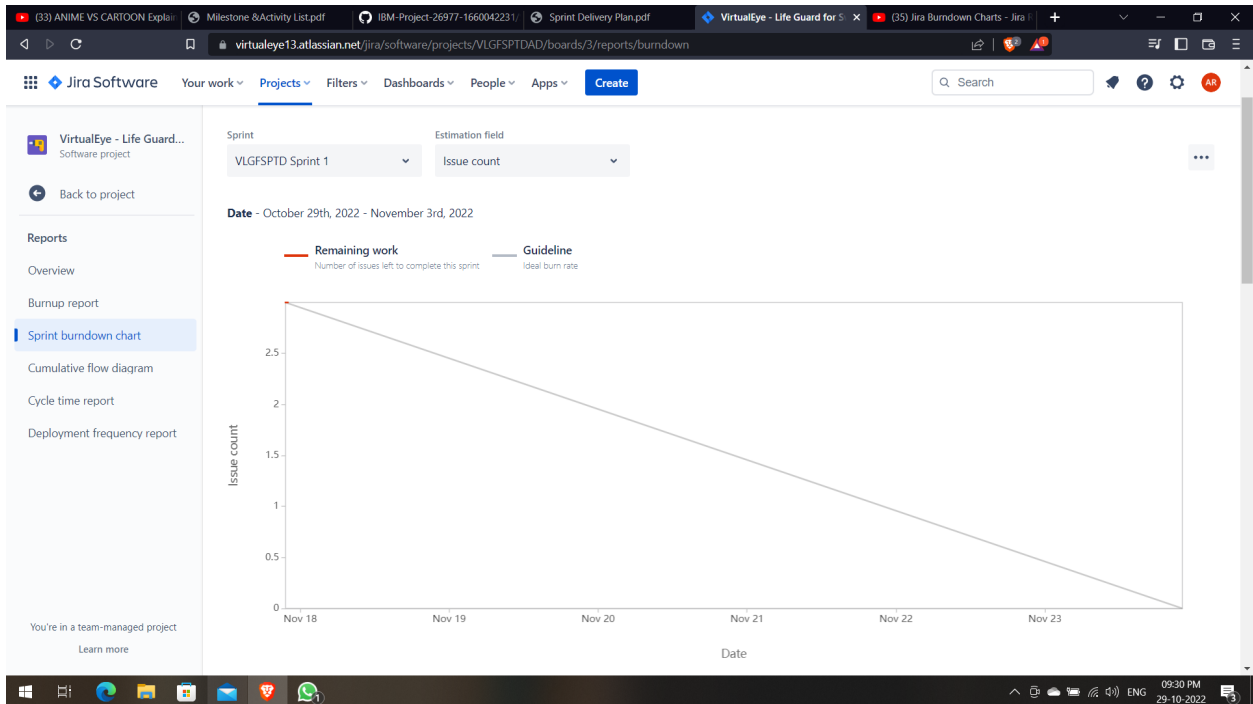 (33) ANIME VS CARTOON Explain
Milestone &Activity List.pdf
IBM-Project-26977-1660042231/
Sprint Delivery Plan.pdf
VirtualEye - Life Guard for S
(35) Jira Burndown Charts - Jira R
virtualeye13.atlassian.net/jira/software/projects/VLGFSPTDAD/boards/3/reports/burndown
Jira Software
Your work
Projects
Filters
Dashboards
People
Apps
Create
Search
AR
VirtualEye - Life Guard...
Software project
Back to project
Reports
Overview
Burnup report
Sprint burndown chart
Cumulative flow diagram
Cycle time report
Deployment frequency report
You're in a team-managed project
Learn more
Sprint
Estimation field
VLGFSPTD Sprint 1
Issue count
Date - October 29th, 2022 - November 3rd, 2022
Remaining work
Number of issues left to complete this sprint
Guideline
Ideal burn rate
2.5
2
1.5
1
0.5
0
Issue count
Nov 18
Nov 19
Nov 20
Nov 21
Nov 22
Nov 23
Date
1
ENG
09:30 PM
29-10-2022
3